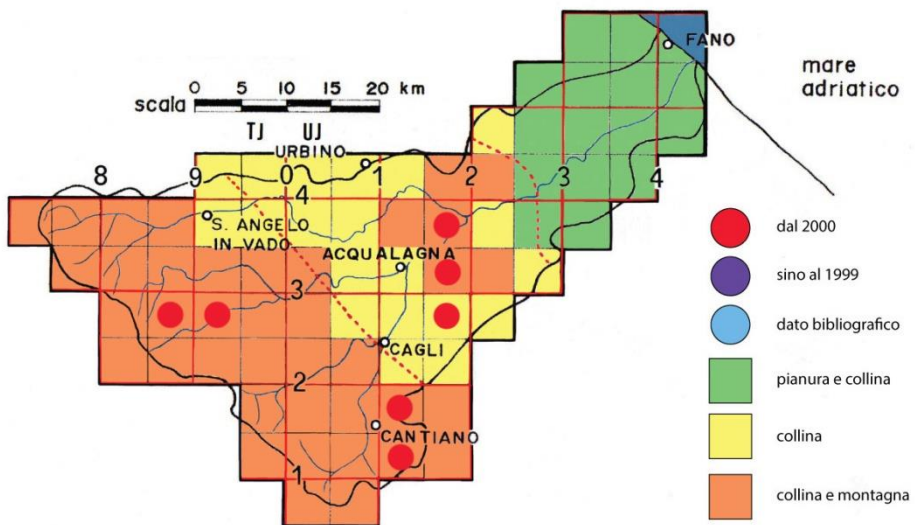 FANO
mare
adriatico
scala 0 5 10 15 20 km
TJ UJ
URBINO
8 9 0 1 2 3 4
4
S. ANGELO
IN VADO
ACQUALAGNA
3
CAGLI
2
CANTIANO
1
dal 2000
sino al 1999
dato bibliografico
pianura e collina
collina
collina e montagna